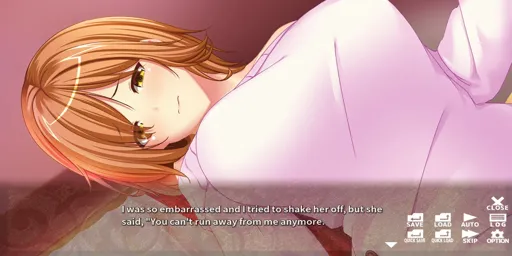 I was so embarrassed and I tried to shake her off, but she
said, "You can't run away from me anymore.
CLOSE
SAVE LOAD AUTO LOG
QUICK SAVE QUICK LOAD SKIP OPTION